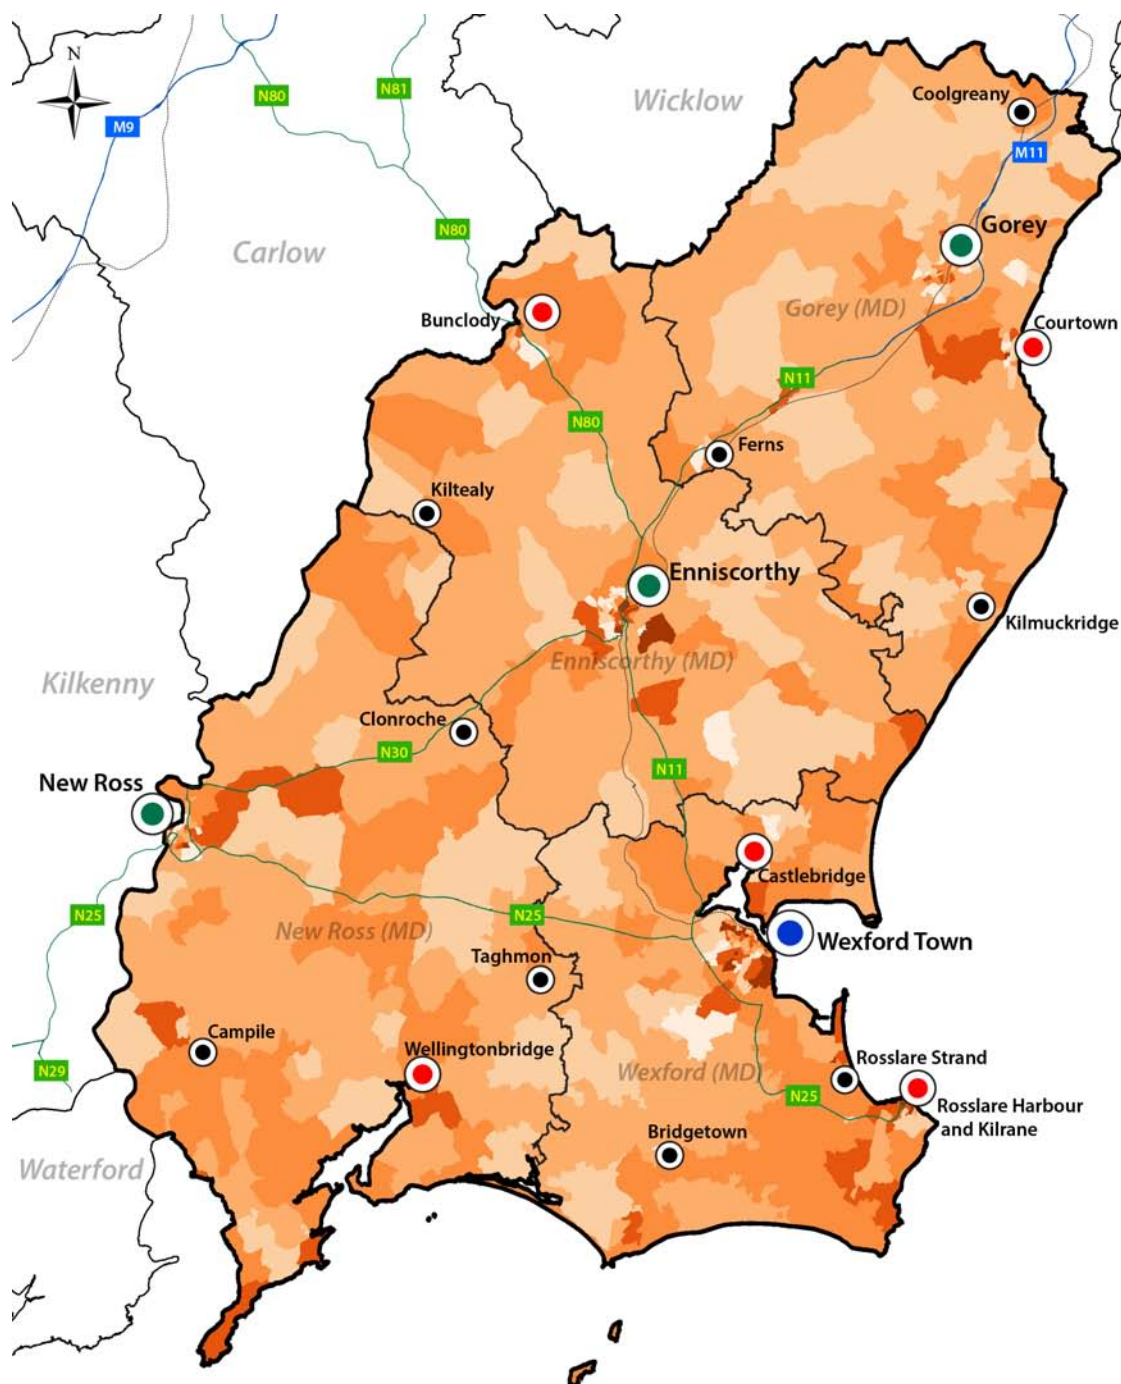 N
Wicklow
Coolgreany
N81
N80
M9
M11
Gorey
N80
Carlow
Gorey (MD)
Bunclody
Courtown
N11
N80
Ferns
Kiltealy
Enniscorthy
Kilmuckridge
Enniscorthy (MD)
Kilkenny
Clonroche
N30
N11
New Ross
Castlebridge
N25
N25
New Ross (MD)
Wexford Town
Taghmon
Campile
Wellingtonbridge
Rosslare Strand
N29
Wexford (MD)
N25
Rosslare Harbour
and Kilrane
Bridgetown
Waterford